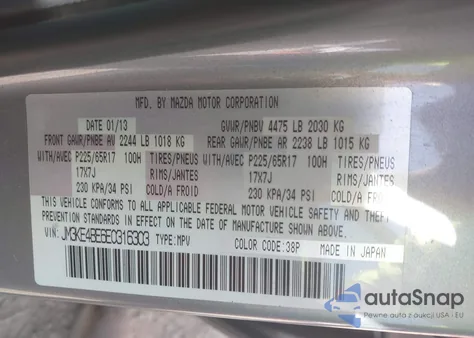 MFD. BY MAZDA MOTOR CORPORATION
DATE 01/13 GVWR/PNBV 4475 LB 2030 KG
FRONT GAWR/PNBE AV 2244 LB 1018 KG REAR GAWR/PNBE AR 2238 LB 1015 KG
WITH/AVEC P225/65R17 100H TIRES/PNEUS WITH/AVEC P225/65R17 100H TIRES/PNEUS
17X7J RIMS/JANTES 17X7J RIMS/JANTES
230 KPA/34 PSI COLD/A FROID 230 KPA/34 PSI COLD/A FROID
THIS VEHICLE CONFORMS TO ALL APPLICABLE FEDERAL MOTOR VEHICLE SAFETY AND THEFT
PREVENTION STANDARDS IN EFFECT ON THE DATE OF MANUFACTURE SHOWN ABOVE.
VIN: JM3KE4BE6E0316303 TYPE: MPV COLOR CODE: 38P MADE IN JAPAN
autoSnap
Pewne auta z aukcji USA i EU